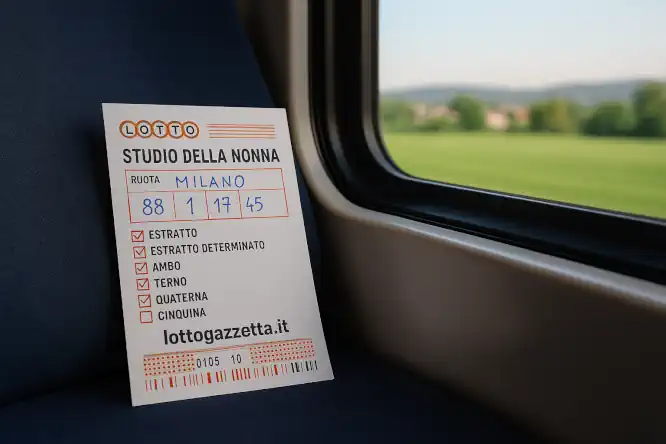 LOTTO
STUDIO DELLA NONNA
RUOTA MILANO
88 1 17 45
ESTRATTO
ESTRATTO DETERMINATO
AMBO
TERNO
QUATERNA
CINQUINA
lottogazzetta.it
0105 10